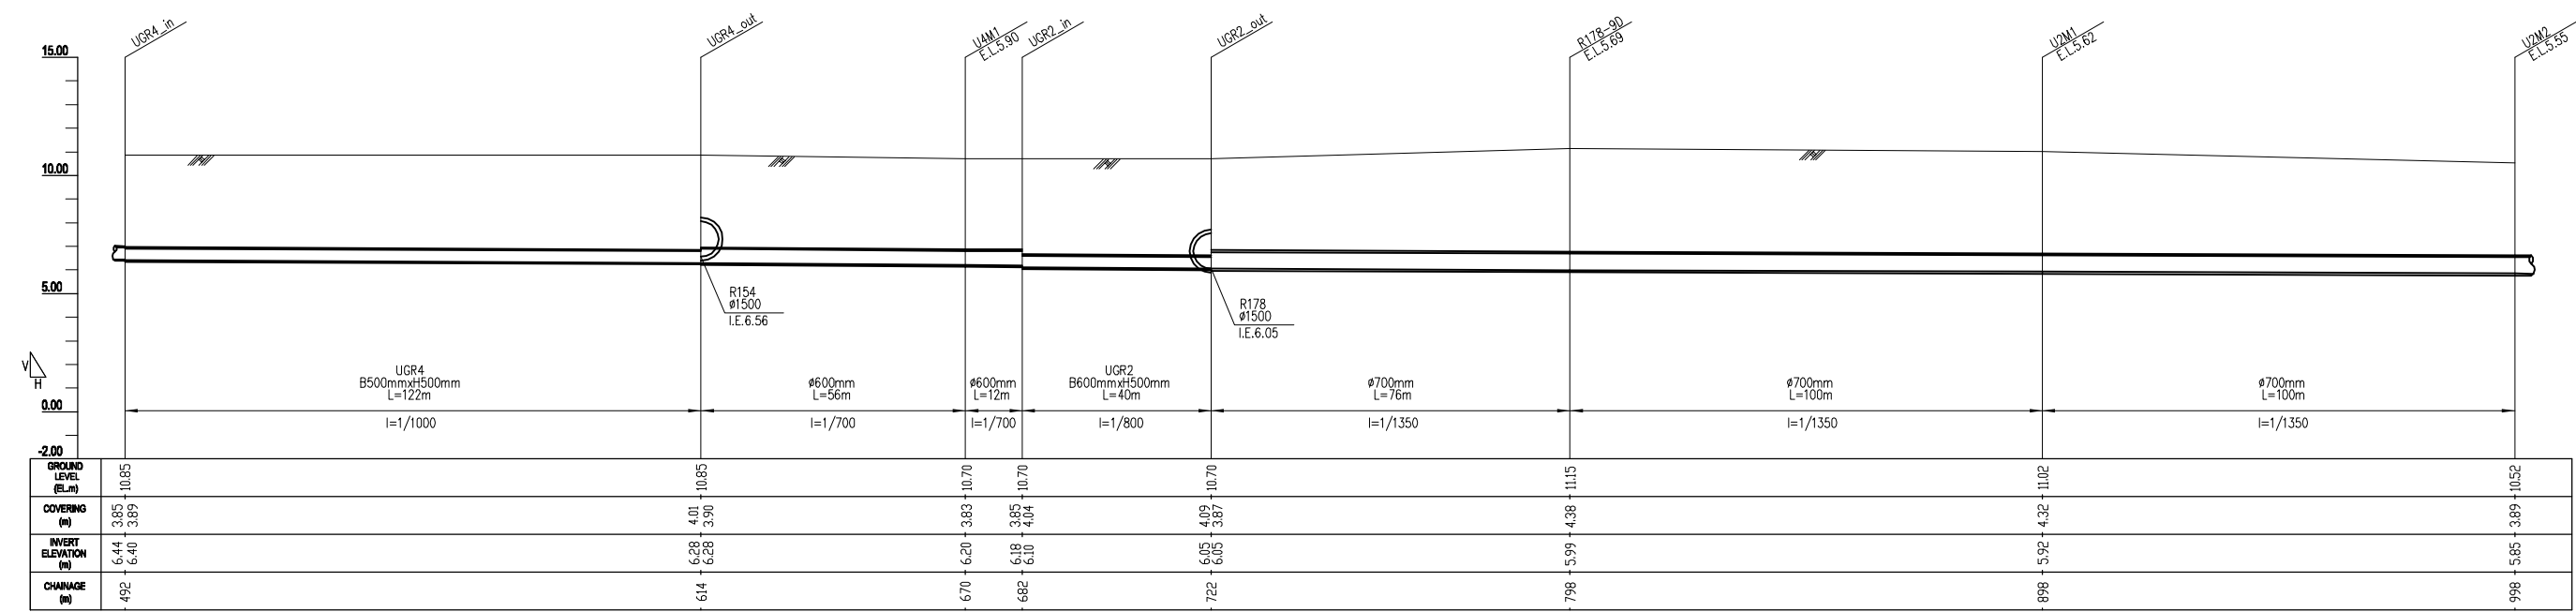 UGR4_in
UGR4_out
U4M1
E.L.5.90
UGR2_in
UGR2_out
R178-9D
E.L.5.69
U2M1
E.L.5.62
U2M2
E.L.5.55
15.00
10.00
5.00
0.00
-2.00
V
H
R154
ø1500
I.E.6.56
R178
ø1500
I.E.6.05
UGR4
B500mmxH500mm
L=122m
I=1/1000
ø600mm
L=56m
I=1/700
ø600mm
L=12m
I=1/700
UGR2
B600mmxH500mm
L=40m
I=1/800
ø700mm
L=76m
I=1/1350
ø700mm
L=100m
I=1/1350
ø700mm
L=100m
I=1/1350
GROUND
LEVEL
(EL.m)
10.85
10.85
10.70
10.70
10.70
11.15
11.02
10.52
COVERING
(m)
3.85
3.89
4.01
3.90
3.83
3.85
4.04
4.09
3.87
4.38
4.32
3.89
INVERT
ELEVATION
(m)
6.44
6.40
6.28
6.28
6.20
6.18
6.10
6.05
6.05
5.99
5.92
5.85
CHAINAGE
(m)
492
614
670
682
722
798
898
998